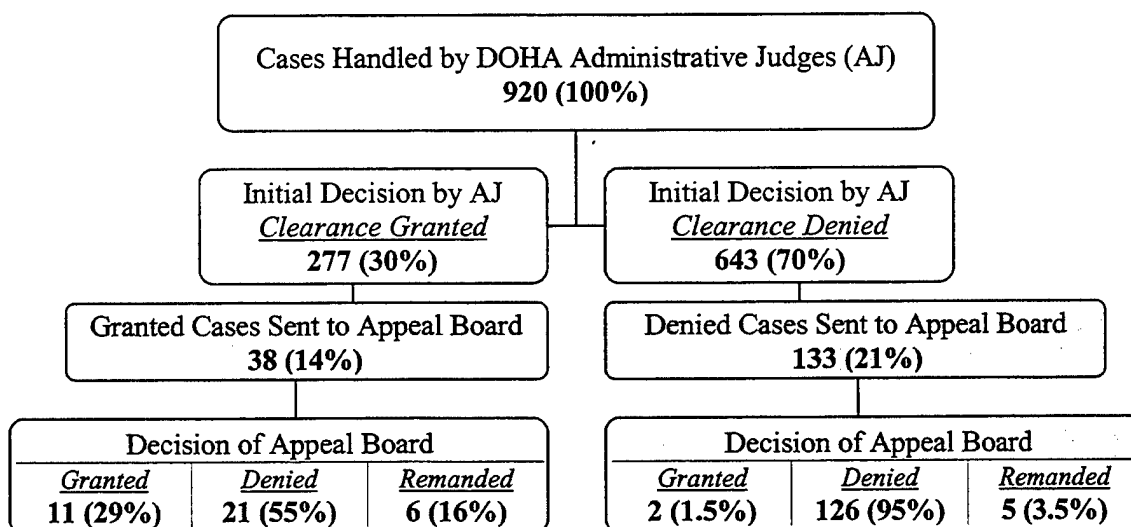 Cases Handled by DOHA Administrative Judges (AJ)
920 (100%)
Initial Decision by AJ
Clearance Granted
277 (30%)
Initial Decision by AJ
Clearance Denied
643 (70%)
Granted Cases Sent to Appeal Board
38 (14%)
Denied Cases Sent to Appeal Board
133 (21%)
Decision of Appeal Board
Granted Denied Remanded
11 (29%) 21 (55%) 6 (16%)
Decision of Appeal Board
Granted Denied Remanded
2 (1.5%) 126 (95%) 5 (3.5%)